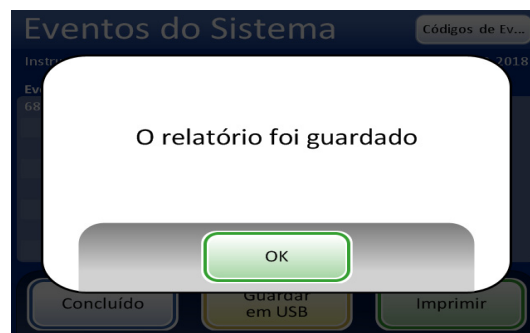 Eventos do Sistema
Códigos de Ev...
2018
O relatório foi guardado
OK
Concluído
Guardar
em USB
Imprimir